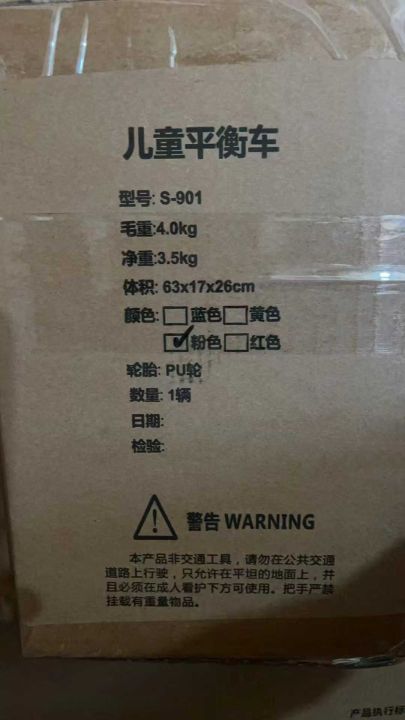 儿童平衡车
型号: S-901
毛重:4.0kg
净重:3.5kg
体积: 63x17x26cm
颜色: 蓝色 黄色
粉色 红色
轮胎: PU轮
数量: 1辆
日期:
检验:
警告 WARNING
本产品非交通工具，请勿在公共交通
道路上行驶，只允许在平坦的地面上，并
且必须在成人看护下方可使用。把手严禁
挂载有重量物品。
产品执行标